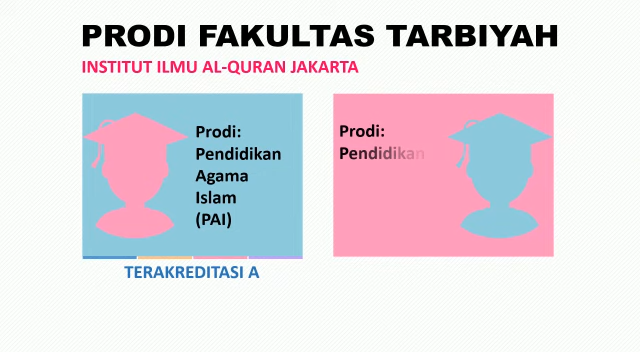 PRODI FAKULTAS TARBIYAH
INSTITUT ILMU AL-QURAN JAKARTA
Prodi:
Pendidikan
Agama
Islam
(PAI)
TERAKREDITASI A
Prodi:
Pendidikan